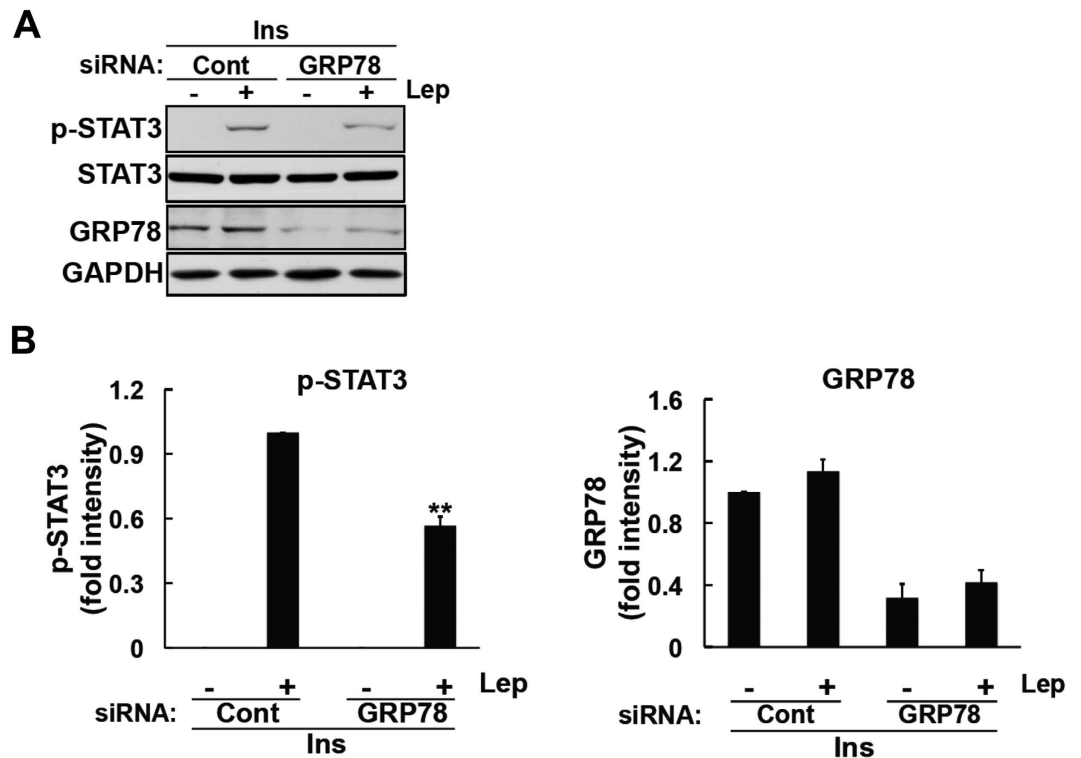 A
Ins
siRNA: Cont GRP78
- + - + Lep
p-STAT3
STAT3
GRP78
GAPDH
B
p-STAT3
p-STAT3
(fold intensity)
1.2
0.9
0.6
0.3
0
**
- + - + Lep
siRNA: Cont GRP78
Ins
GRP78
GRP78
(fold intensity)
1.6
1.2
0.8
0.4
0
- + - + Lep
siRNA: Cont GRP78
Ins